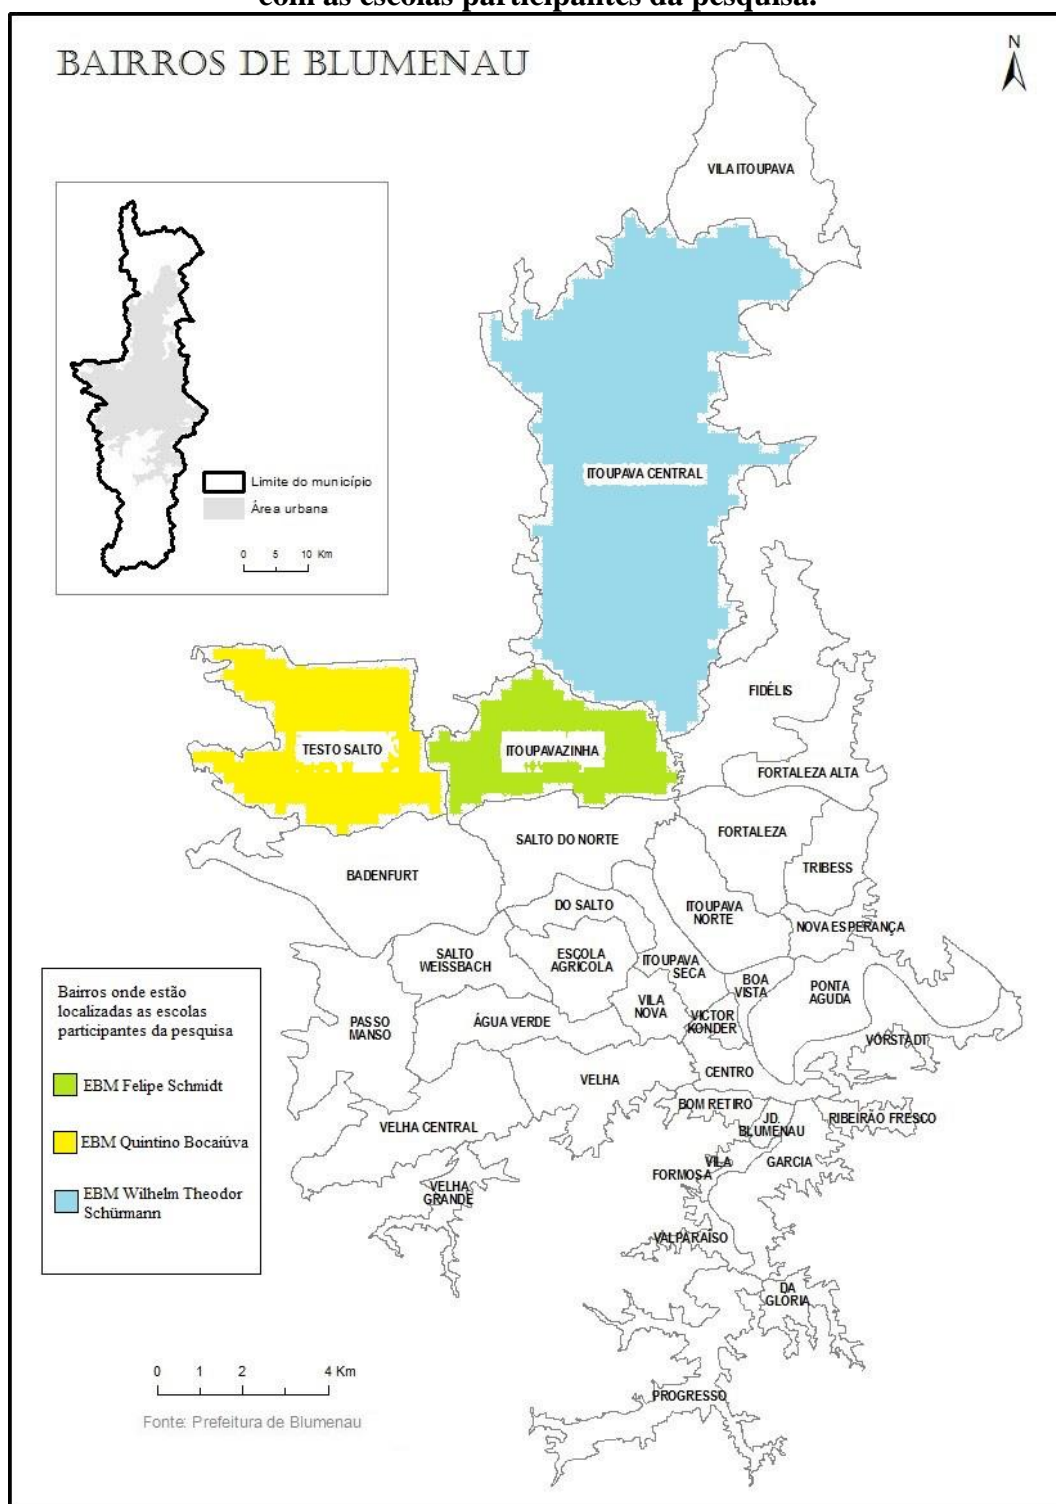 com as escolas participantes da pesquisa.
BAIRROS DE BLUMENAU
N
VILA ITOUPAVA
Limite do município
Área urbana
0 5 10 Km
ITOUPAVA CENTRAL
FIDÉLIS
TESTO SALTO
ITOUPAVAZINHA
FORTALEZA ALTA
SALTO DO NORTE
FORTALEZA
TRIBESS
BADENFURT
DO SALTO
ITOUPAVA
NORTE
NOVA ESPERANÇA
SALTO
WEISSBACH
ESCOLA
AGRICOLA
ITOUPAVA
SECA
BOA
VISTA
PONTA
AGUDA
Bairros onde estão
localizadas as escolas
participantes da pesquisa
PASSO
MANSO
ÁGUA VERDE
VILA
NOVA
VICTOR
KONDER
VORSTADT
EBM Felipe Schmidt
VELHA
CENTRO
BOM RETIRO
VELHA CENTRAL
JD.
BLUMENAU
RIBEIRÃO FRESCO
EBM Quintino Bocaiúva
VILA
FORMOSA
GARCIA
EBM Wilhelm Theodor
Schürmann
VELHA
GRANDE
VALPARAÍSO
DA
GLÓRIA
0 1 2 4 Km
PROGRESSO
Fonte: Prefeitura de Blumenau